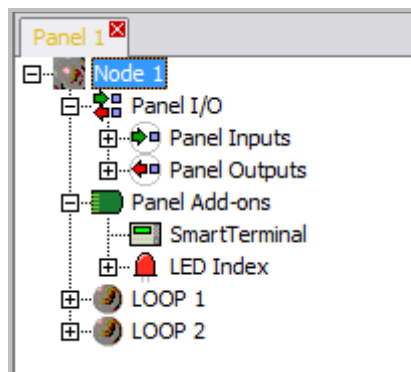 Panel 1
Node 1
Panel I/O
Panel Inputs
Panel Outputs
Panel Add-ons
SmartTerminal
LED Index
LOOP 1
LOOP 2